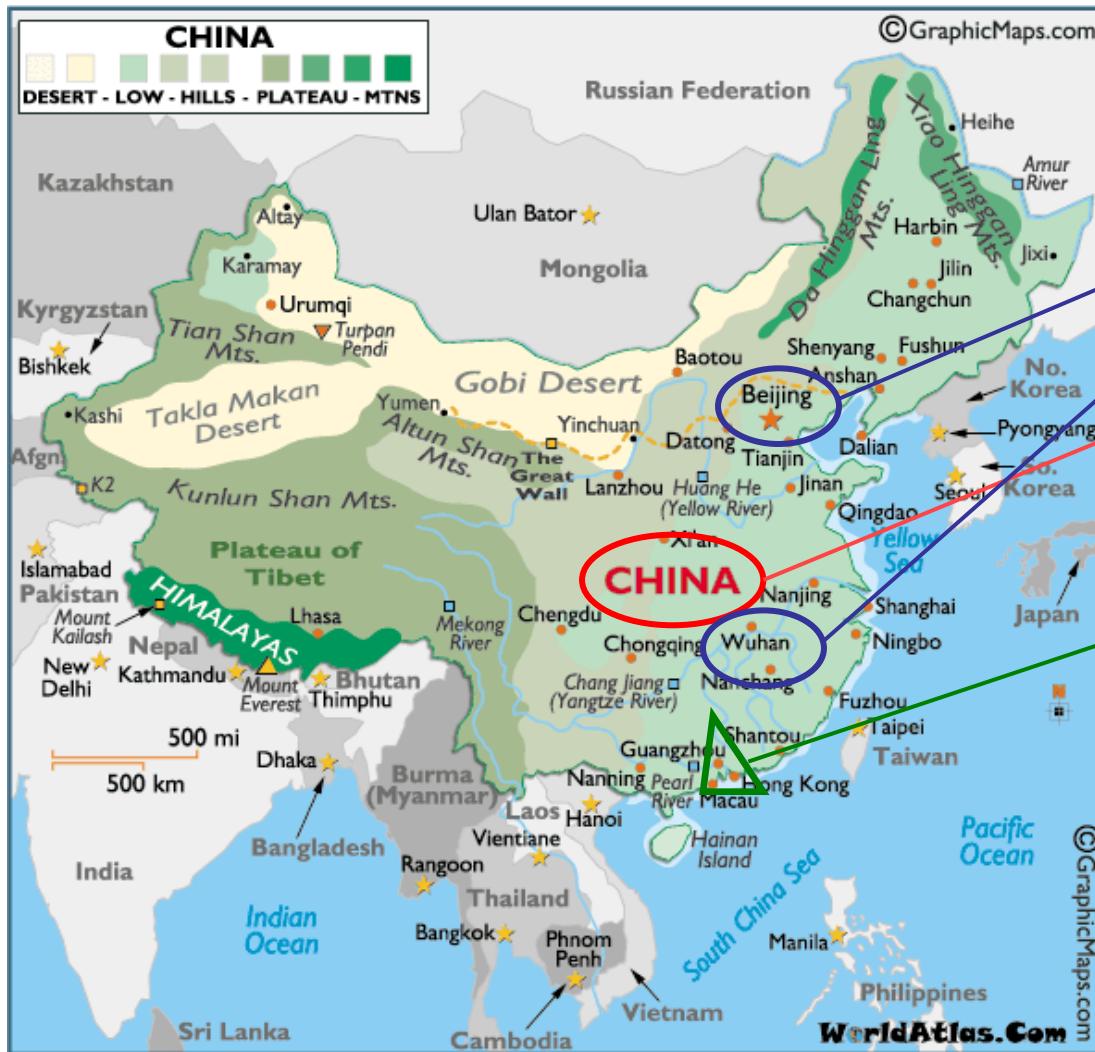 CHINA
DESERT - LOW - HILLS - PLATEAU - MTNS
©GraphicMaps.com
Russian Federation
Heihe
Xiao Hinggan
Ling Mts.
Da Hinggan Ling
Mts.
Amur
River
Kazakhstan
Altay
Ulan Bator
Harbin
Karamay
Mongolia
Jilin
Jixi
Urumqi
Changchun
Kyrgyzstan
Tian Shan
Mts.
Turpan
Pendi
Bishkek
Baotou
Shenyang
Fushun
Anshan
No.
Korea
Gobi Desert
Beijing
Takla Makan
Desert
Kashi
Yumen
Yinchuan
Altun Shan
Mts.
Datong
Dalian
Pyongyang
Tianjin
Afgn
The
Great
Wall
K2
Kunlun Shan Mts.
Lanzhou
Huang He
(Yellow River)
Jinan
Seoul
So.
Korea
Qingdao
Yellow
Sea
Xi'an
Islamabad
Plateau of
Tibet
CHINA
Pakistan
HIMALAYAS
Nanjing
Japan
Mount
Kailash
Lhasa
Mekong
River
Chengdu
Shanghai
Nepal
Chongqing
Wuhan
Ningbo
New
Delhi
Kathmandu
Mount
Everest
Bhutan
Thimphu
Chang Jiang
(Yangtze River)
Nanchang
Fuzhou
N
500 mi
500 km
Taipei
Taiwan
Shantou
Guangzhou
Dhaka
Burma
(Myanmar)
Nanning
Pearl
River
Hong Kong
Macau
Laos
Hanoi
Bangladesh
Vientiane
Hainan
Island
Pacific
Ocean
India
Rangoon
Thailand
South China Sea
Indian
Ocean
Bangkok
Phnom
Penh
Manila
Vietnam
Philippines
Sri Lanka
Cambodia
WorldAtlas.Com
©GraphicMaps.com